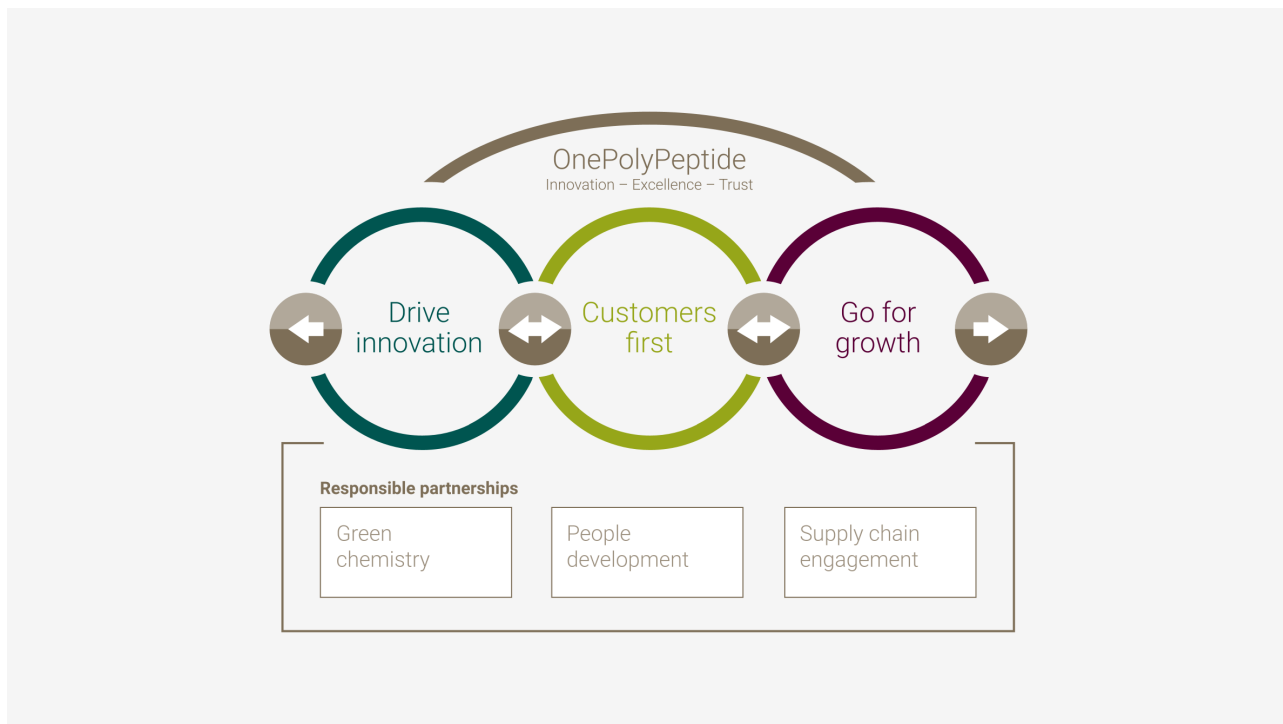 OnePolyPeptide
Innovation – Excellence – Trust
Drive
innovation
Customers
first
Go for
growth
Responsible partnerships
Green
chemistry
People
development
Supply chain
engagement